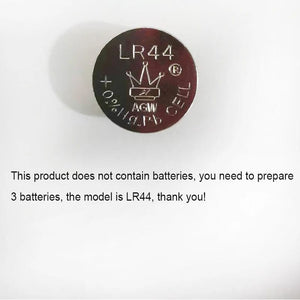 LR44
®
AGW
+0%Hg.Pb CELL
This product does not contain batteries, you need to prepare
3 batteries, the model is LR44, thank you!